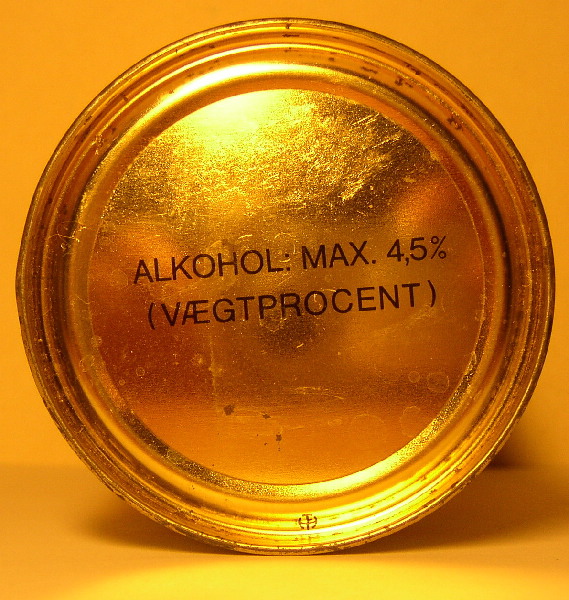 ALKOHOL: MAX. 4,5%
(VÆGTPROCENT)